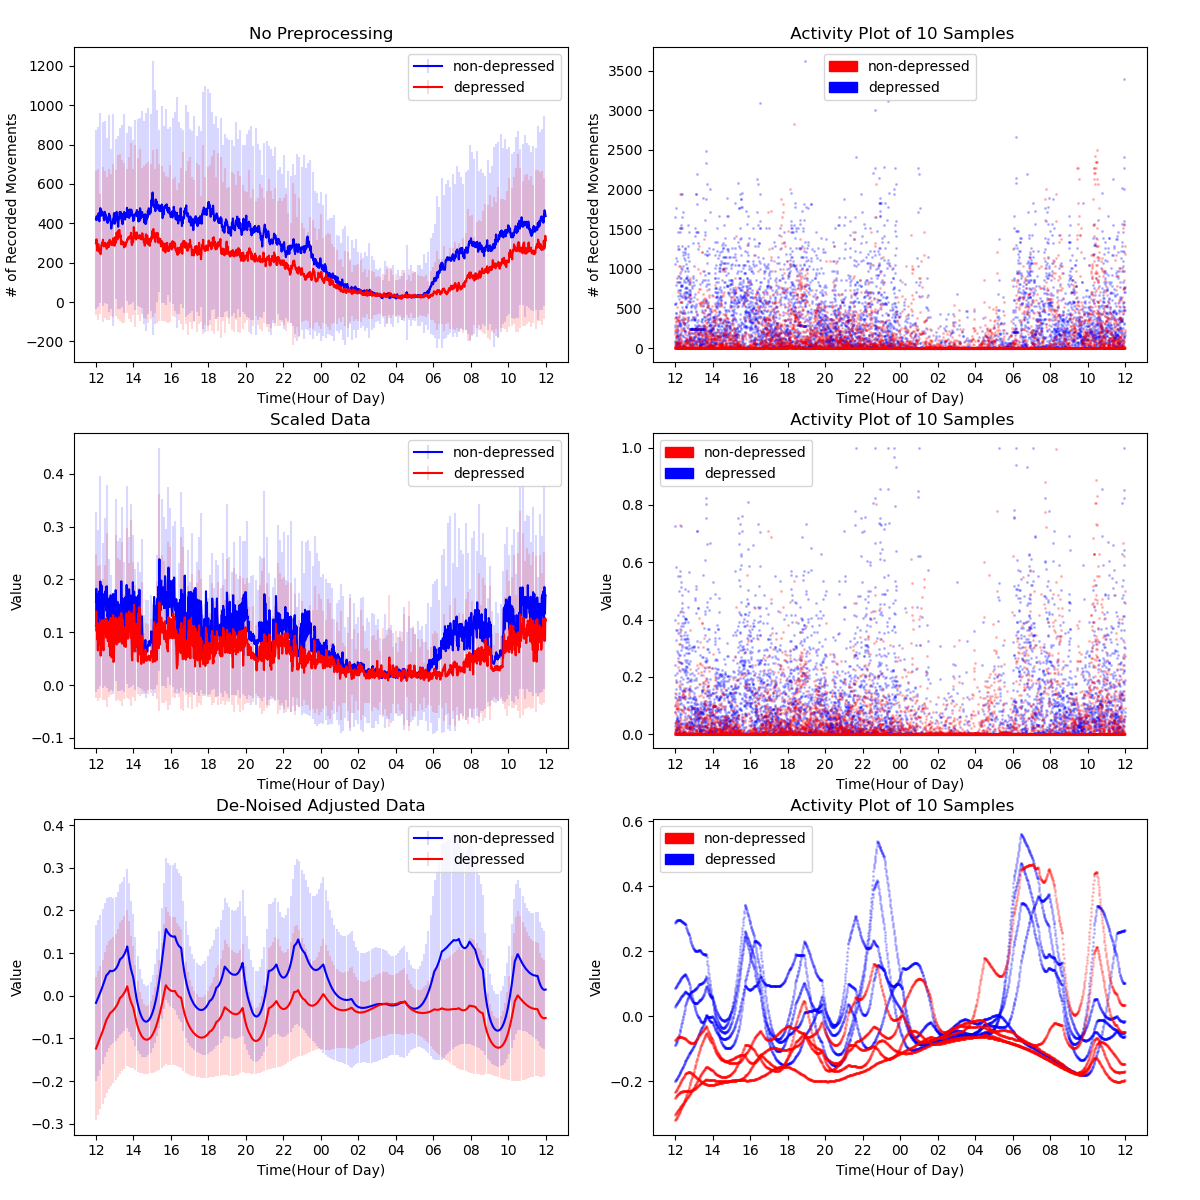 No Preprocessing
# of Recorded Movements
1200
1000
800
600
400
200
0
−200
non-depressed
depressed
12 14 16 18 20 22 00 02 04 06 08 10 12
Time(Hour of Day)
Activity Plot of 10 Samples
# of Recorded Movements
3500
3000
2500
2000
1500
1000
500
0
non-depressed
depressed
12 14 16 18 20 22 00 02 04 06 08 10 12
Time(Hour of Day)
Scaled Data
Value
0.4
0.3
0.2
0.1
0.0
−0.1
non-depressed
depressed
12 14 16 18 20 22 00 02 04 06 08 10 12
Time(Hour of Day)
Activity Plot of 10 Samples
Value
1.0
0.8
0.6
0.4
0.2
0.0
non-depressed
depressed
12 14 16 18 20 22 00 02 04 06 08 10 12
Time(Hour of Day)
De-Noised Adjusted Data
Value
0.4
0.3
0.2
0.1
0.0
−0.1
−0.2
−0.3
non-depressed
depressed
12 14 16 18 20 22 00 02 04 06 08 10 12
Time(Hour of Day)
Activity Plot of 10 Samples
Value
0.6
0.4
0.2
0.0
−0.2
non-depressed
depressed
12 14 16 18 20 22 00 02 04 06 08 10 12
Time(Hour of Day)